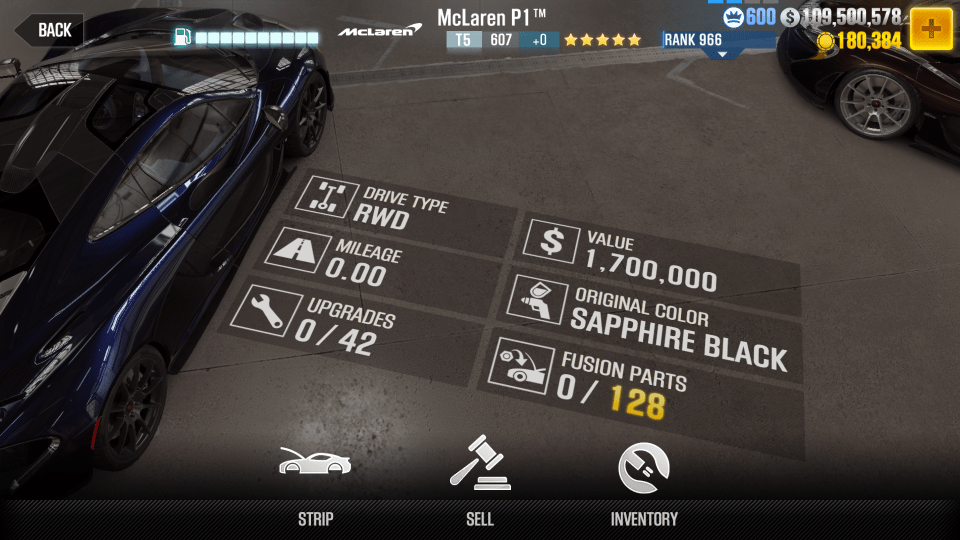 BACK
McLaren
McLaren P1™
T5 607 +0
RANK 966
600
109,500,578
180,384
DRIVE TYPE
RWD
MILEAGE
0.00
UPGRADES
0 / 42
VALUE
1,700,000
ORIGINAL COLOR
SAPPHIRE BLACK
FUSION PARTS
0 / 128
STRIP
SELL
INVENTORY